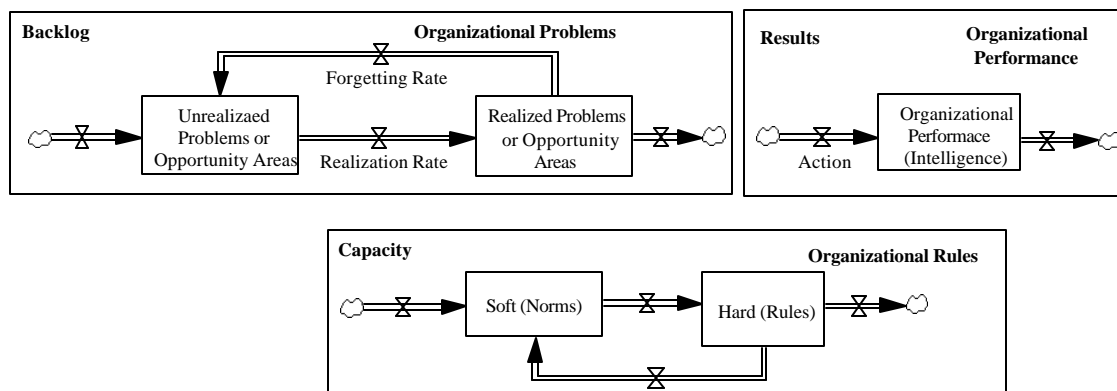 Backlog
Organizational Problems
Forgetting Rate
Unrealizaed
Problems or
Opportunity Areas
Realization Rate
Realized Problems
or Opportunity
Areas
Results
Organizational
Performance
Action
Organizational
Performace
(Intelligence)
Capacity
Organizational Rules
Soft (Norms)
Hard (Rules)